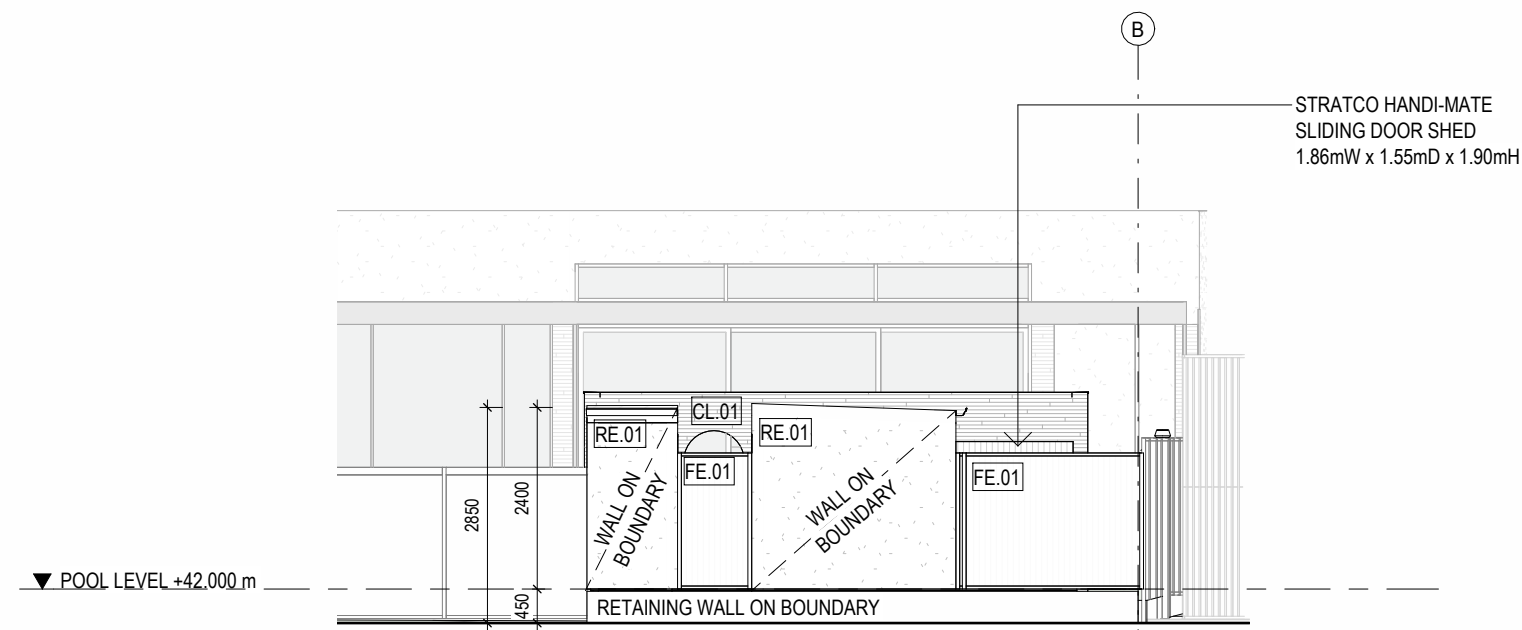 B
STRATCO HANDI-MATE
SLIDING DOOR SHED
1.86mW x 1.55mD x 1.90mH
CL.01
RE.01
RE.01
FE.01
FE.01
WALL ON
BOUNDARY
WALL ON
BOUNDARY
2850
2400
450
POOL LEVEL +42.000 m
RETAINING WALL ON BOUNDARY